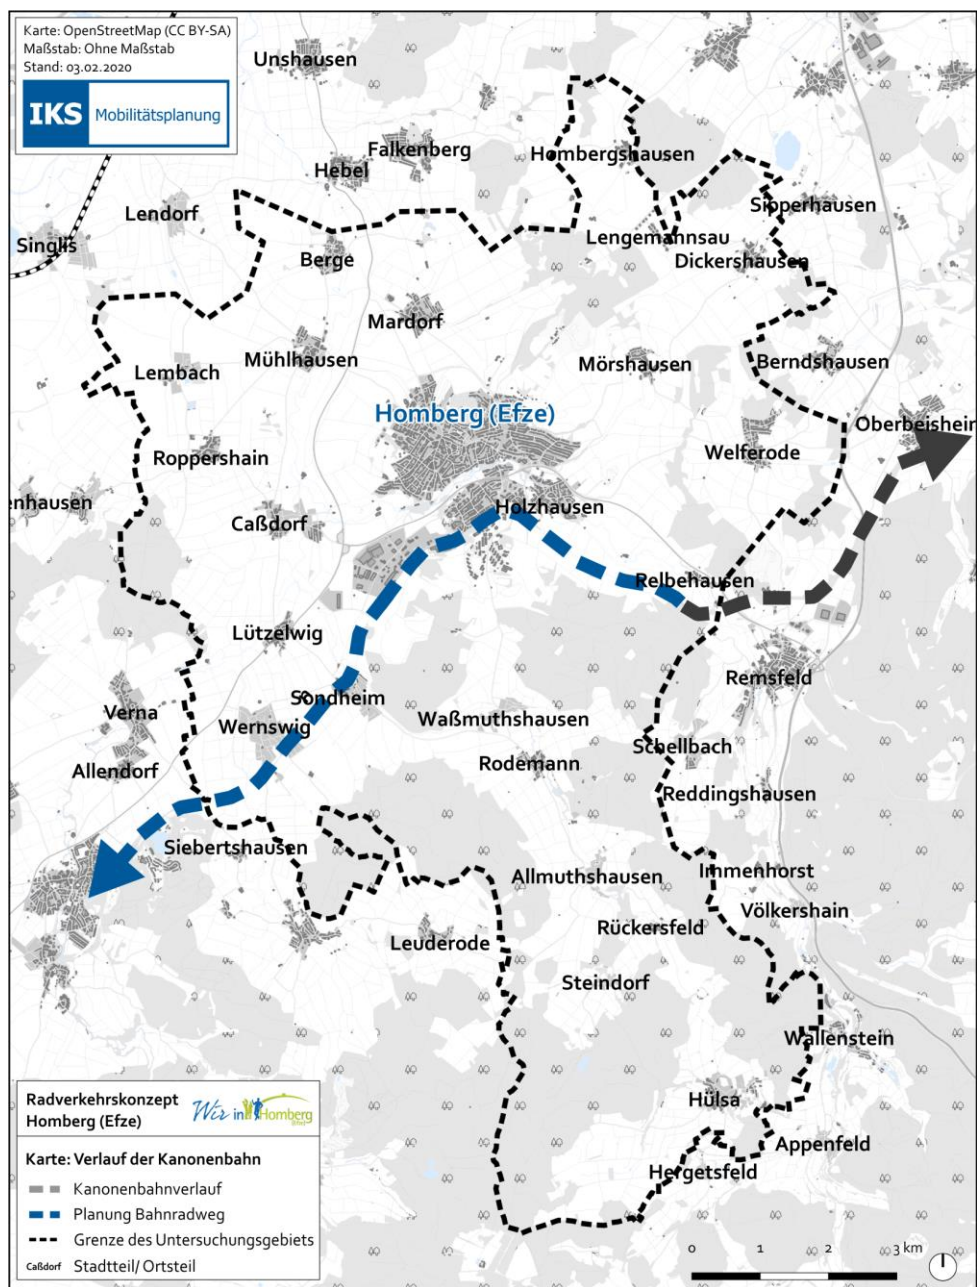 Karte: OpenStreetMap (CC BY-SA)
Maßstab: Ohne Maßstab
Stand: 03.02.2020
IKS Mobilitätsplanung
Unshausen
Falkenberg
Hebel
Hombergshausen
Lendorf
Sipperhausen
Singlis
Lengemannsau
Berge
Dickershausen
Mardorf
Mühlhausen
Mörshausen
Berndshausen
Lembach
Homberg (Efze)
Oberbeisheim
Roppershain
Welferode
enhausen
Holzhausen
Caßdorf
Relbehausen
Lützelwig
Remsfeld
Sondheim
Verna
Wernswig
Waßmuthshausen
Schellbach
Allendorf
Rodemann
Reddingshausen
Siebertshausen
Allmuthshausen
Immenhorst
Völkershain
Rückersfeld
Leuderode
Steindorf
Wallenstein
Hülsa
Appenfeld
Hergetsfeld
Radverkehrskonzept
Homberg (Efze)
Wir in Homberg
Karte: Verlauf der Kanonenbahn
Kanonenbahnverlauf
Planung Bahnradweg
Grenze des Untersuchungsgebiets
Caßdorf Stadtteil/ Ortsteil
0 1 2 3 km